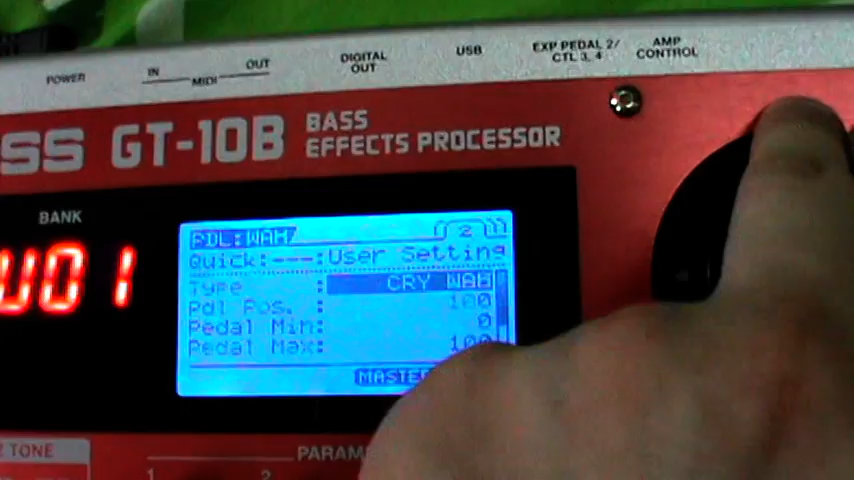 POWER
IN
MIDI
OUT
DIGITAL
OUT
USB
EXP PEDAL 2/
CTL 3, 4
AMP
CONTROL
SS GT-10B
BASS
EFFECTS PROCESSOR
BANK
U01
PDL:WAH
2
Quick:---:User Setting
Type : CRY WAH
Pdl Pos. : 100
Pedal Min: 0
Pedal Max: 100
MASTER
TONE
PARAM
1
2